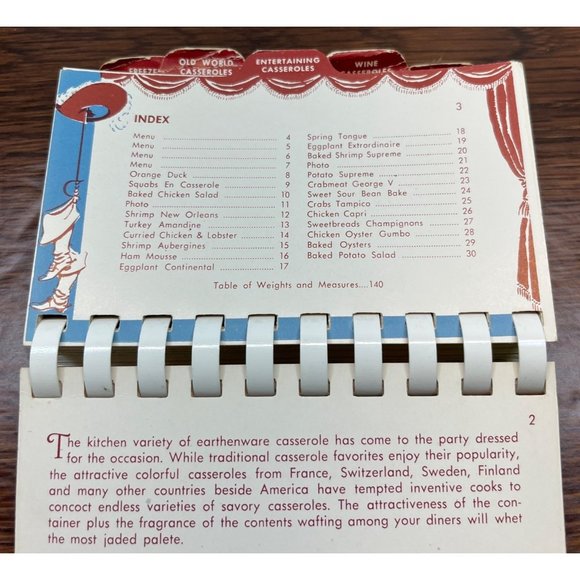 OLD WORLD
CASSEROLES
ENTERTAINING
CASSEROLES
WINE
CASSEROLES
3
INDEX
Menu 4
Menu 5
Menu 6
Menu 7
Orange Duck 8
Squabs En Casserole 9
Baked Chicken Salad 10
Photo 11
Shrimp New Orleans 12
Turkey Amandine 13
Curried Chicken & Lobster 14
Shrimp Aubergines 15
Ham Mousse 16
Eggplant Continental 17
Spring Tongue 18
Eggplant Extrordinaire 19
Baked Shrimp Supreme 20
Photo 21
Potato Supreme 22
Crabmeat George V 23
Sweet Sour Bean Bake 24
Crabs Tampico 25
Chicken Capri 26
Sweetbreads Champignons 27
Chicken Oyster Gumbo 28
Baked Oysters 29
Baked Potato Salad 30
Table of Weights and Measures....140
2
The kitchen variety of earthenware casserole has come to the party dressed
for the occasion. While traditional casserole favorites enjoy their popularity,
the attractive colorful casseroles from France, Switzerland, Sweden, Finland
and many other countries beside America have tempted inventive cooks to
concoct endless varieties of savory casseroles. The attractiveness of the con-
tainer plus the fragrance of the contents wafting among your diners will whet
the most jaded palete.